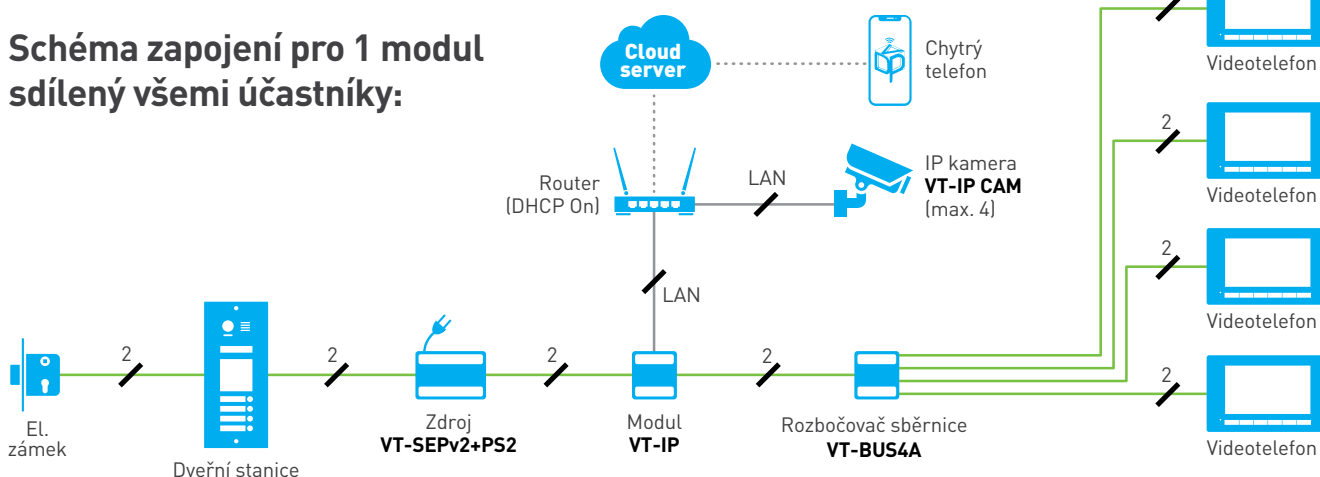 Schéma zapojení pro 1 modul
sdílený všemi účastníky:
Cloud
server
Chytrý
telefon
Videotelefon
2
Videotelefon
Router
(DHCP On)
LAN
IP kamera
VT-IP CAM
(max. 4)
2
Videotelefon
LAN
2
2
2
2
2
Videotelefon
El.
zámek
Dveřní stanice
Zdroj
VT-SEPv2+PS2
Modul
VT-IP
Rozbočovač sběrnice
VT-BUS4A